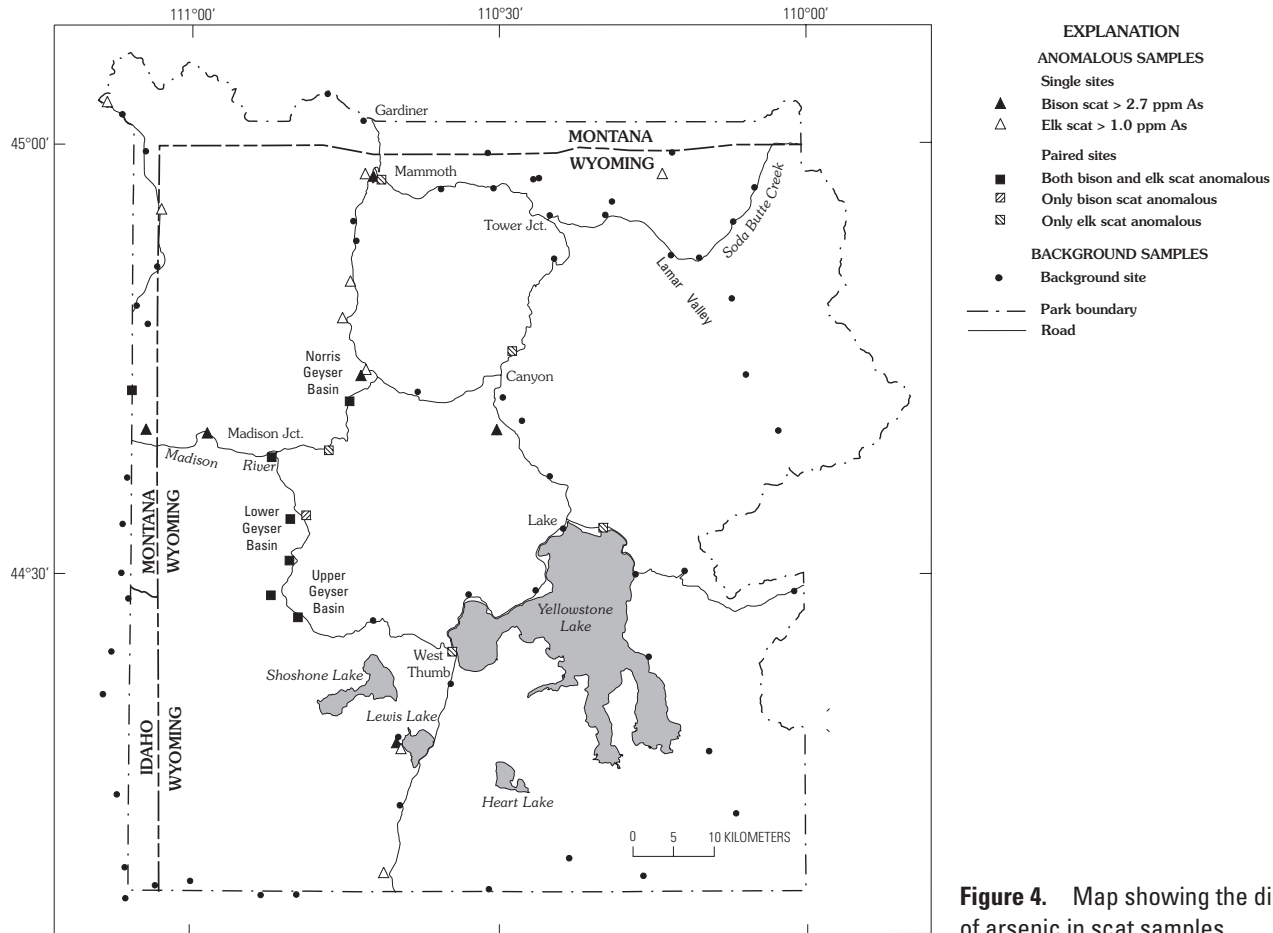 111°00′
110°30′
110°00′
EXPLANATION
ANOMALOUS SAMPLES
Single sites
Bison scat > 2.7 ppm As
Elk scat > 1.0 ppm As
Paired sites
Both bison and elk scat anomalous
Only bison scat anomalous
Only elk scat anomalous
BACKGROUND SAMPLES
Background site
Park boundary
Road
Gardiner
45°00′
MONTANA
WYOMING
Mammoth
Tower Jct.
Soda Butte Creek
Lamar Valley
Norris
Geyser
Basin
Canyon
Madison Jct.
Madison
River
MONTANA
WYOMING
Lower
Geyser
Basin
Lake
44°30′
Upper
Geyser
Basin
Yellowstone
Lake
West
Thumb
Shoshone Lake
Lewis Lake
IDAHO
WYOMING
Heart Lake
0 5 10 KILOMETERS
Figure 4. Map showing the di
of arsenic in scat samples